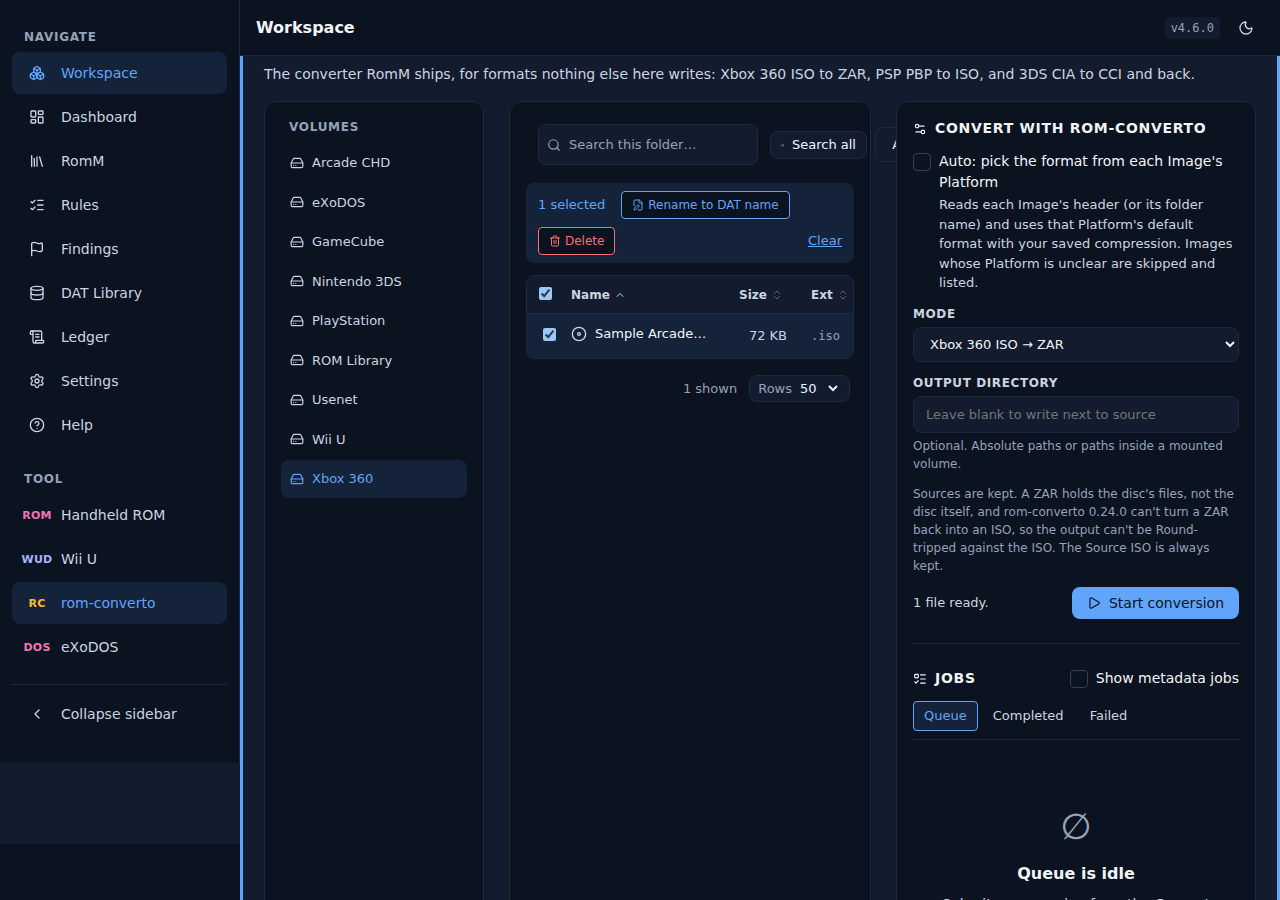 NAVIGATE
Workspace
Dashboard
RomM
Rules
Findings
DAT Library
Ledger
Settings
Help
TOOL
ROM Handheld ROM
WUD Wii U
RC rom-converto
DOS eXoDOS
Collapse sidebar
Workspace
v4.6.0
The converter RomM ships, for formats nothing else here writes: Xbox 360 ISO to ZAR, PSP PBP to ISO, and 3DS CIA to CCI and back.
VOLUMES
Arcade CHD
eXoDOS
GameCube
Nintendo 3DS
PlayStation
ROM Library
Usenet
Wii U
Xbox 360
Search this folder…
Search all
1 selected
Rename to DAT name
Delete
Clear
Name
Size
Ext
Sample Arcade…
72 KB
.iso
1 shown
Rows 50
CONVERT WITH ROM-CONVERTO
Auto: pick the format from each Image's
Platform
Reads each Image's header (or its folder
name) and uses that Platform's default
format with your saved compression. Images
whose Platform is unclear are skipped and
listed.
MODE
Xbox 360 ISO → ZAR
OUTPUT DIRECTORY
Leave blank to write next to source
Optional. Absolute paths or paths inside a mounted
volume.
Sources are kept. A ZAR holds the disc's files, not the
disc itself, and rom-converto 0.24.0 can't turn a ZAR
back into an ISO, so the output can't be Round-
tripped against the ISO. The Source ISO is always
kept.
1 file ready.
Start conversion
JOBS
Show metadata jobs
Queue
Completed
Failed
Queue is idle